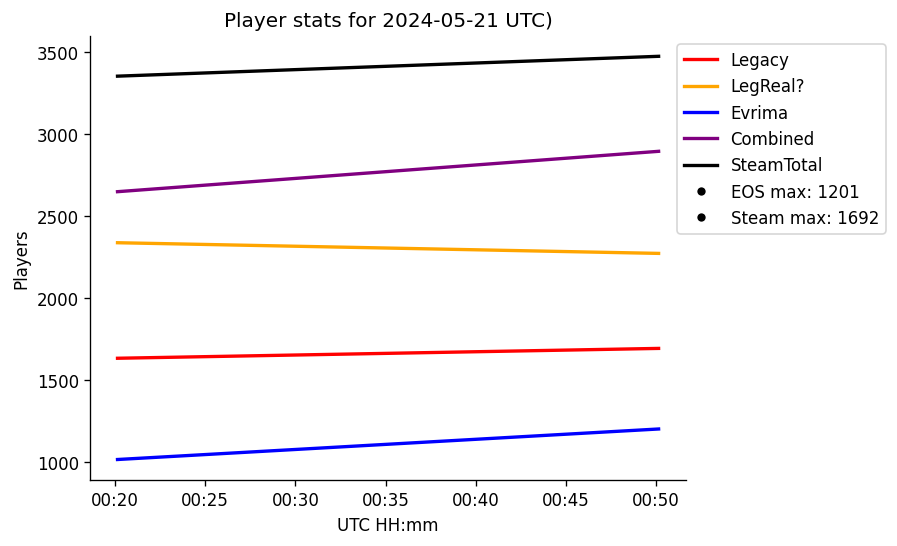 Player stats for 2024-05-21 UTC)
Players
3500
3000
2500
2000
1500
1000
00:20 00:25 00:30 00:35 00:40 00:45 00:50
UTC HH:mm
Legacy
LegReal?
Evrima
Combined
SteamTotal
EOS max: 1201
Steam max: 1692